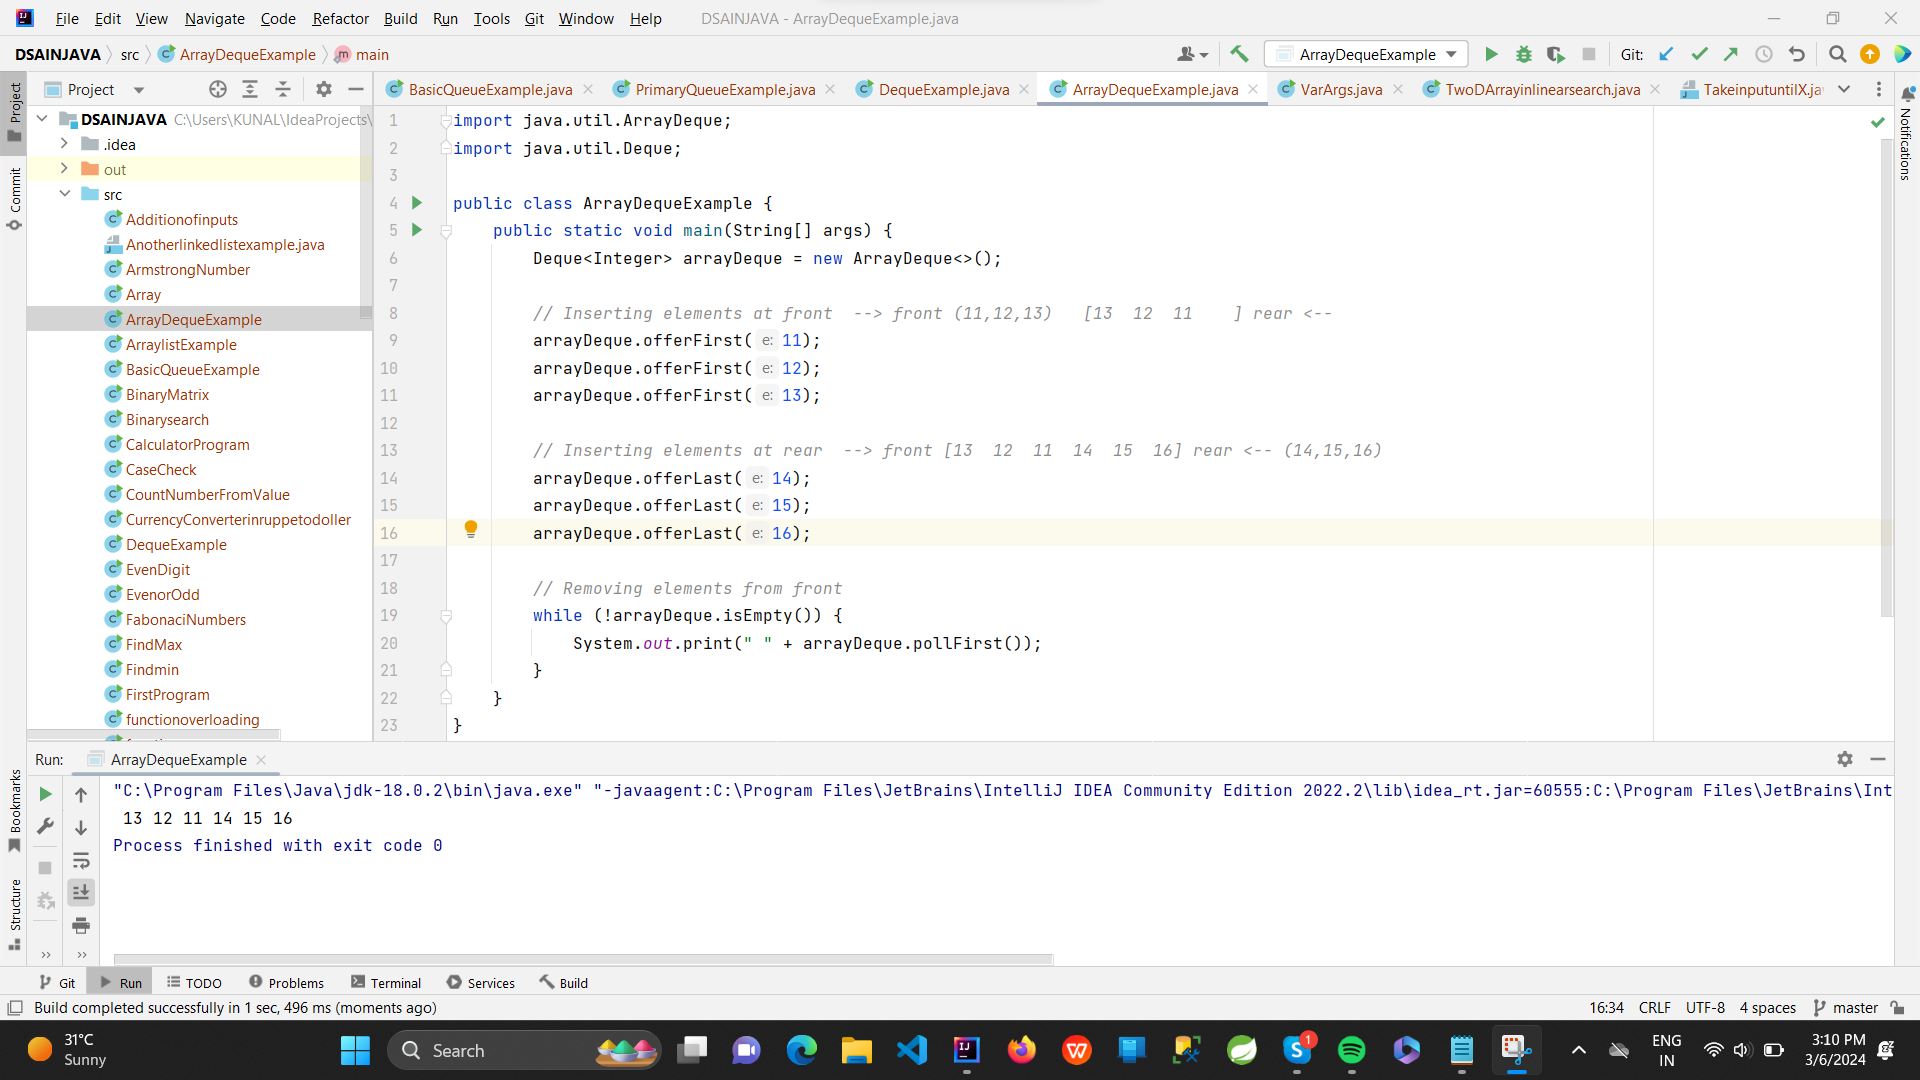 File Edit View Navigate Code Refactor Build Run Tools Git Window Help DSAINJAVA - ArrayDequeExample.java
DSAINJAVA src ArrayDequeExample main ArrayDequeExample Git:
Project
BasicQueueExample.java PrimaryQueueExample.java DequeExample.java ArrayDequeExample.java VarArgs.java TwoDArrayinlinearsearch.java TakeinputuntilX.ja
Project
Commit
Bookmarks
Structure
Notifications
DSAINJAVA C:\Users\KUNAL\IdeaProjects\
.idea
out
src
Additionofinputs
Anotherlinkedlistexample.java
ArmstrongNumber
Array
ArrayDequeExample
ArraylistExample
BasicQueueExample
BinaryMatrix
Binarysearch
CalculatorProgram
CaseCheck
CountNumberFromValue
CurrencyConverterinruppetodoller
DequeExample
EvenDigit
EvenorOdd
FabonaciNumbers
FindMax
Findmin
FirstProgram
functionoverloading
1 import java.util.ArrayDeque;
2 import java.util.Deque;
3
4 public class ArrayDequeExample {
5 public static void main(String[] args) {
6 Deque<Integer> arrayDeque = new ArrayDeque<>();
7
8 // Inserting elements at front --> front (11,12,13) [13 12 11 ] rear <--
9 arrayDeque.offerFirst( e: 11);
10 arrayDeque.offerFirst( e: 12);
11 arrayDeque.offerFirst( e: 13);
12
13 // Inserting elements at rear --> front [13 12 11 14 15 16] rear <-- (14,15,16)
14 arrayDeque.offerLast( e: 14);
15 arrayDeque.offerLast( e: 15);
16 arrayDeque.offerLast( e: 16);
17
18 // Removing elements from front
19 while (!arrayDeque.isEmpty()) {
20 System.out.print(" " + arrayDeque.pollFirst());
21 }
22 }
23 }
Run: ArrayDequeExample
"C:\Program Files\Java\jdk-18.0.2\bin\java.exe" "-javaagent:C:\Program Files\JetBrains\IntelliJ IDEA Community Edition 2022.2\lib\idea_rt.jar=60555:C:\Program Files\JetBrains\Int
13 12 11 14 15 16
Process finished with exit code 0
Git Run TODO Problems Terminal Services Build
Build completed successfully in 1 sec, 496 ms (moments ago) 16:34 CRLF UTF-8 4 spaces master
31°C
Sunny
Search
1
ENG
IN
3:10 PM
3/6/2024